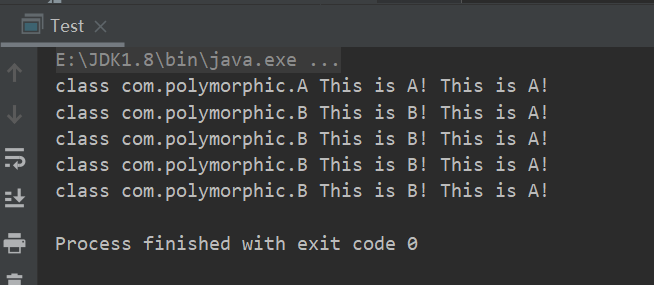 Test
E:\JDK1.8\bin\java.exe ...
class com.polymorphic.A This is A! This is A!
class com.polymorphic.B This is B! This is A!
class com.polymorphic.B This is B! This is A!
class com.polymorphic.B This is B! This is A!
class com.polymorphic.B This is B! This is A!
Process finished with exit code 0